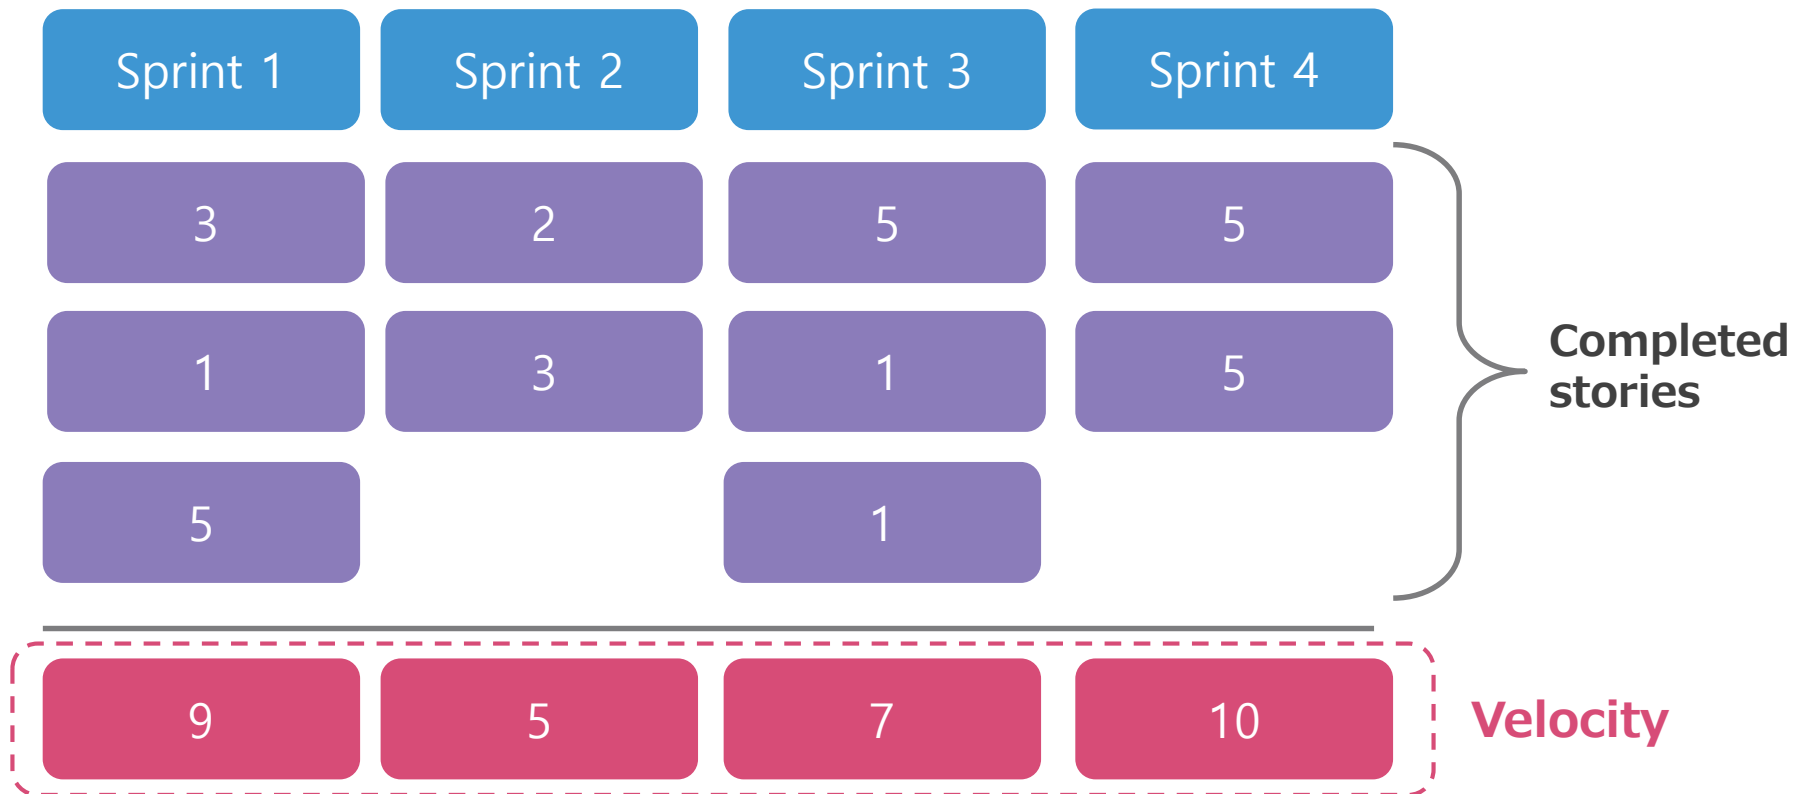 Sprint 1 Sprint 2 Sprint 3 Sprint 4
3 2 5 5
1 3 1 5
5 1
Completed
stories
9 5 7 10
Velocity